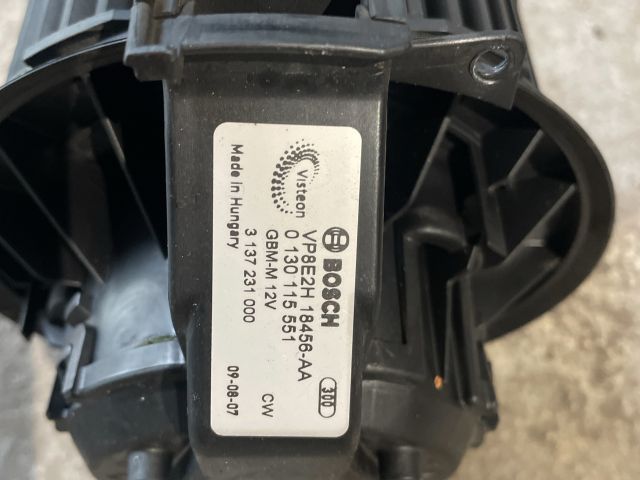 BOSCH
Visteon
VP8E2H 18456-AA
0 130 115 551
GBM-M 12V
CW
Made in Hungary
3 137 231 000
09-08-07
300